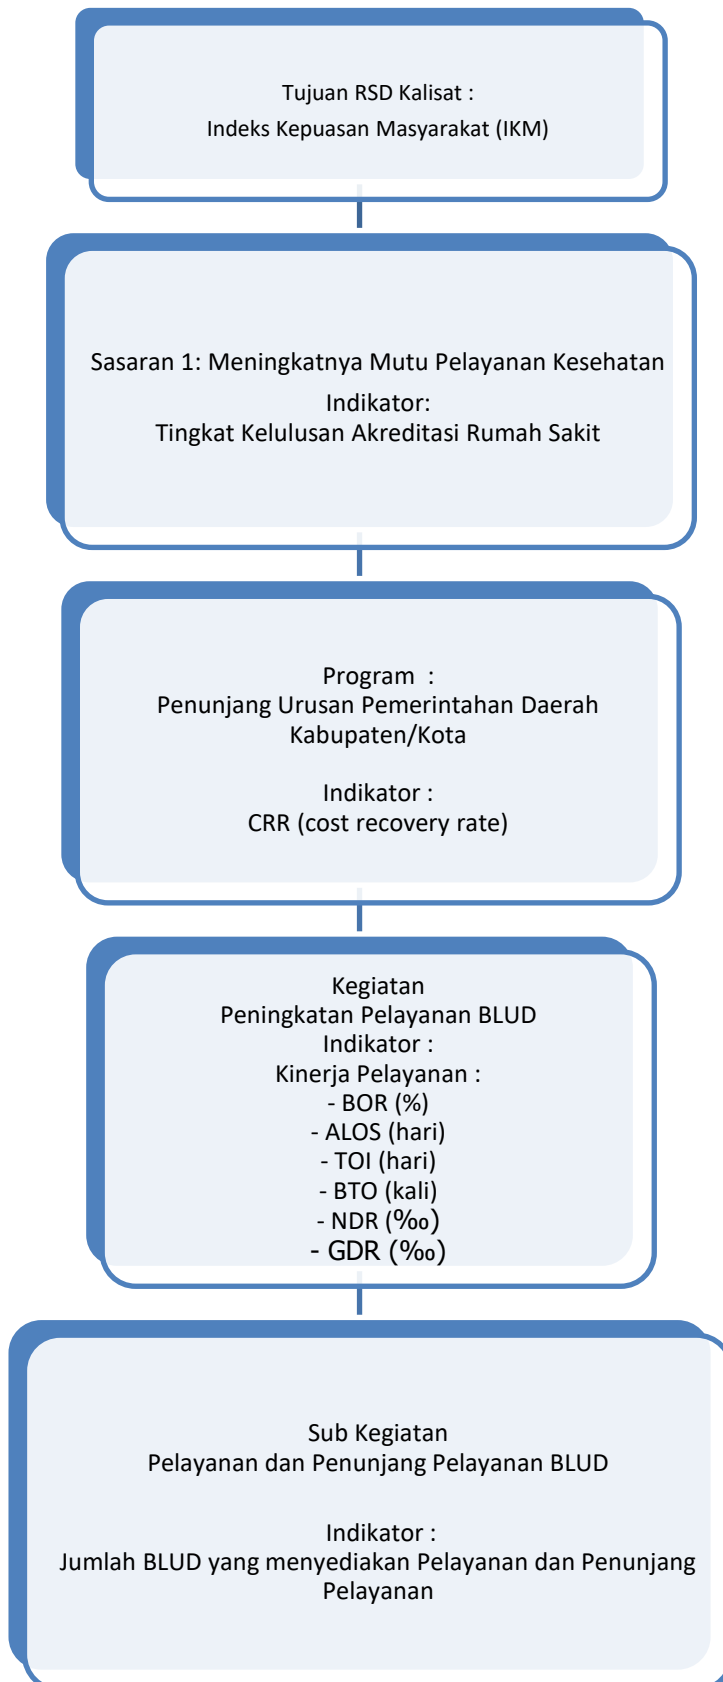 Tujuan RSD Kalisat :
Indeks Kepuasan Masyarakat (IKM)
Sasaran 1: Meningkatnya Mutu Pelayanan Kesehatan
Indikator:
Tingkat Kelulusan Akreditasi Rumah Sakit
Program :
Penunjang Urusan Pemerintahan Daerah
Kabupaten/Kota
Indikator :
CRR (cost recovery rate)
Kegiatan
Peningkatan Pelayanan BLUD
Indikator :
Kinerja Pelayanan :
- BOR (%)
- ALOS (hari)
- TOI (hari)
- BTO (kali)
- NDR (‰)
- GDR (‰)
Sub Kegiatan
Pelayanan dan Penunjang Pelayanan BLUD
Indikator :
Jumlah BLUD yang menyediakan Pelayanan dan Penunjang
Pelayanan